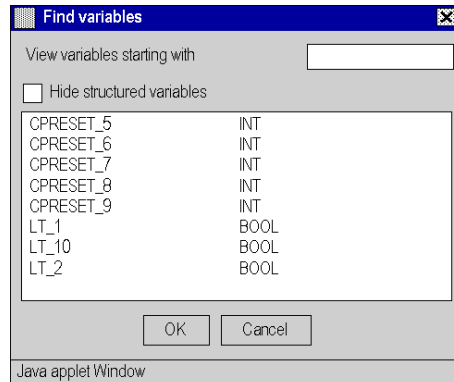 Find variables
View variables starting with
Hide structured variables
CPRESET_5 INT
CPRESET_6 INT
CPRESET_7 INT
CPRESET_8 INT
CPRESET_9 INT
LT_1 BOOL
LT_10 BOOL
LT_2 BOOL
OK Cancel
Java applet Window